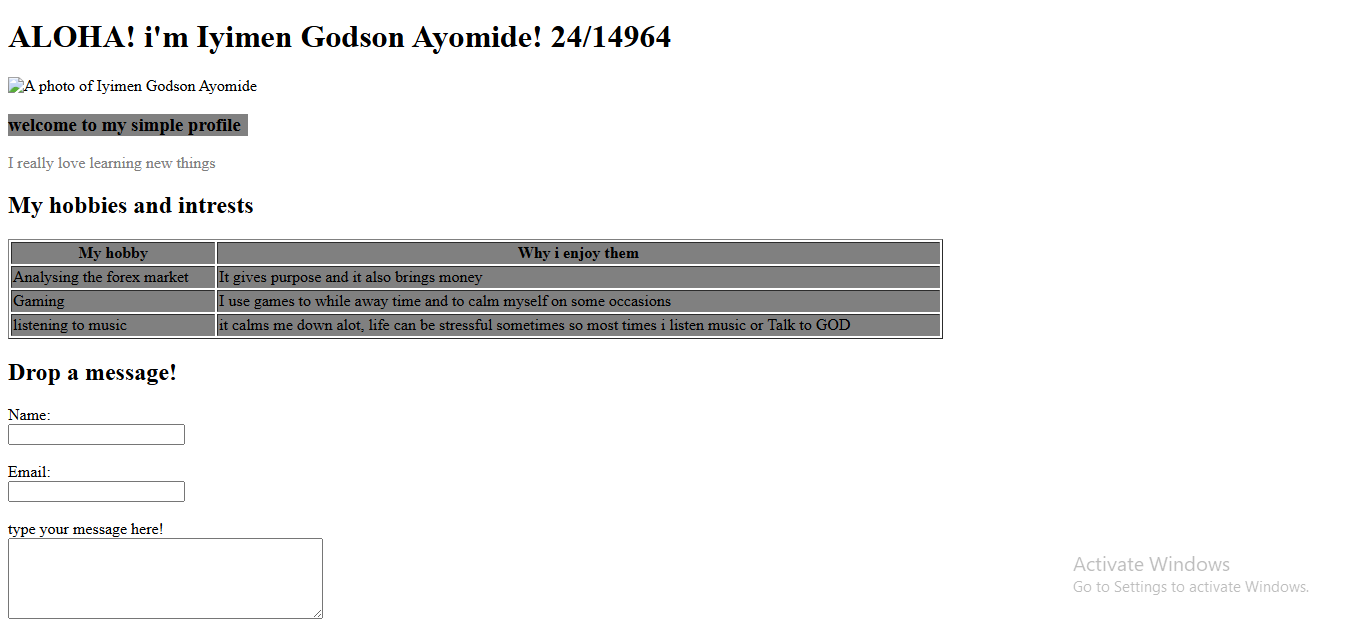 ALOHA! i'm Iyimen Godson Ayomide! 24/14964
A photo of Iyimen Godson Ayomide
welcome to my simple profile
I really love learning new things
My hobbies and intrests
My hobby Why i enjoy them
Analysing the forex market It gives purpose and it also brings money
Gaming I use games to while away time and to calm myself on some occasions
listening to music it calms me down alot, life can be stressful sometimes so most times i listen music or Talk to GOD
Drop a message!
Name:
Email:
type your message here!
Activate Windows
Go to Settings to activate Windows.